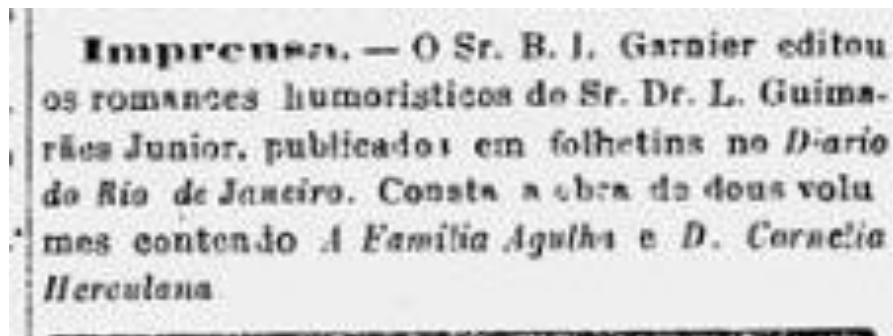 Imprensa. — O Sr. B. L. Garnier editou
os romances humoristicos do Sr. Dr. L. Guima-
rães Junior, publicados em folhetins no Diario
do Rio de Janeiro. Consta a obra de dous volu
mes contendo A Família Agulha e D. Cornelia
Herculana